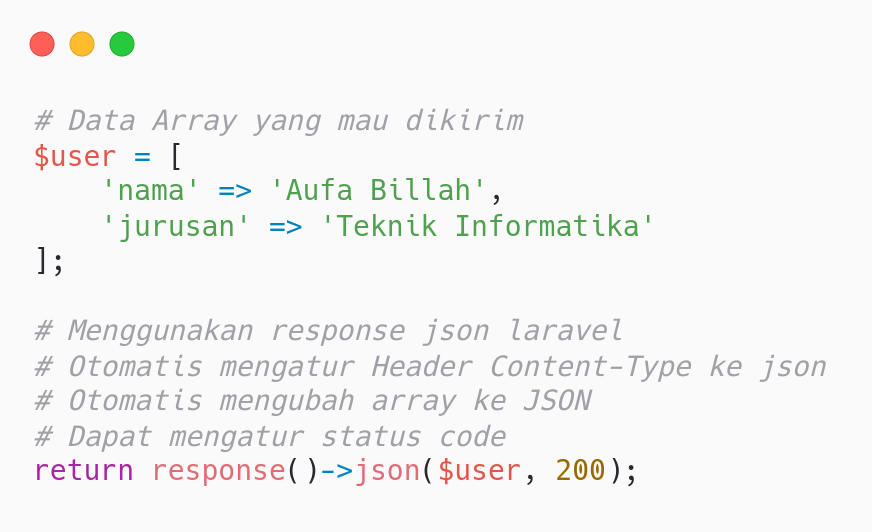 # Data Array yang mau dikirim
$user = [
    'nama' => 'Aufa Billah',
    'jurusan' => 'Teknik Informatika'
];

# Menggunakan response json laravel
# Otomatis mengatur Header Content-Type ke json
# Otomatis mengubah array ke JSON
# Dapat mengatur status code
return response()->json($user, 200);